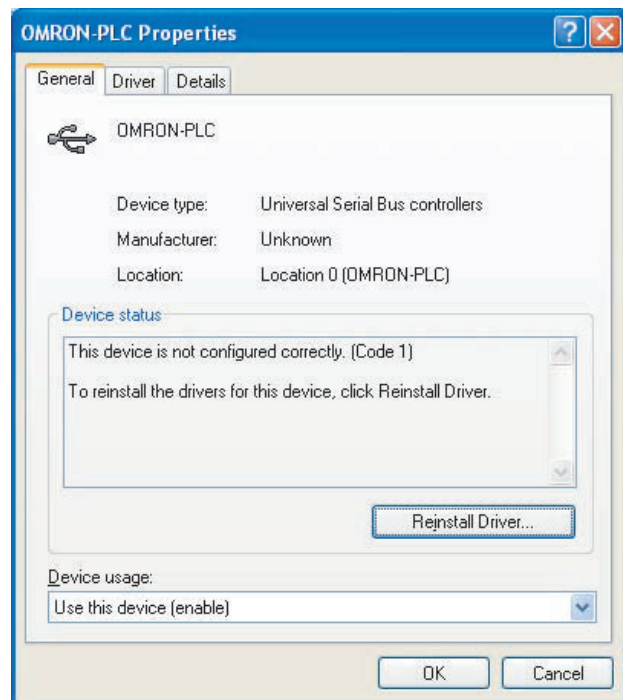 OMRON-PLC Properties
General Driver Details
OMRON-PLC
Device type: Universal Serial Bus controllers
Manufacturer: Unknown
Location: Location 0 (OMRON-PLC)
Device status
This device is not configured correctly. (Code 1)
To reinstall the drivers for this device, click Reinstall Driver.
Reinstall Driver...
Device usage:
Use this device (enable)
OK Cancel